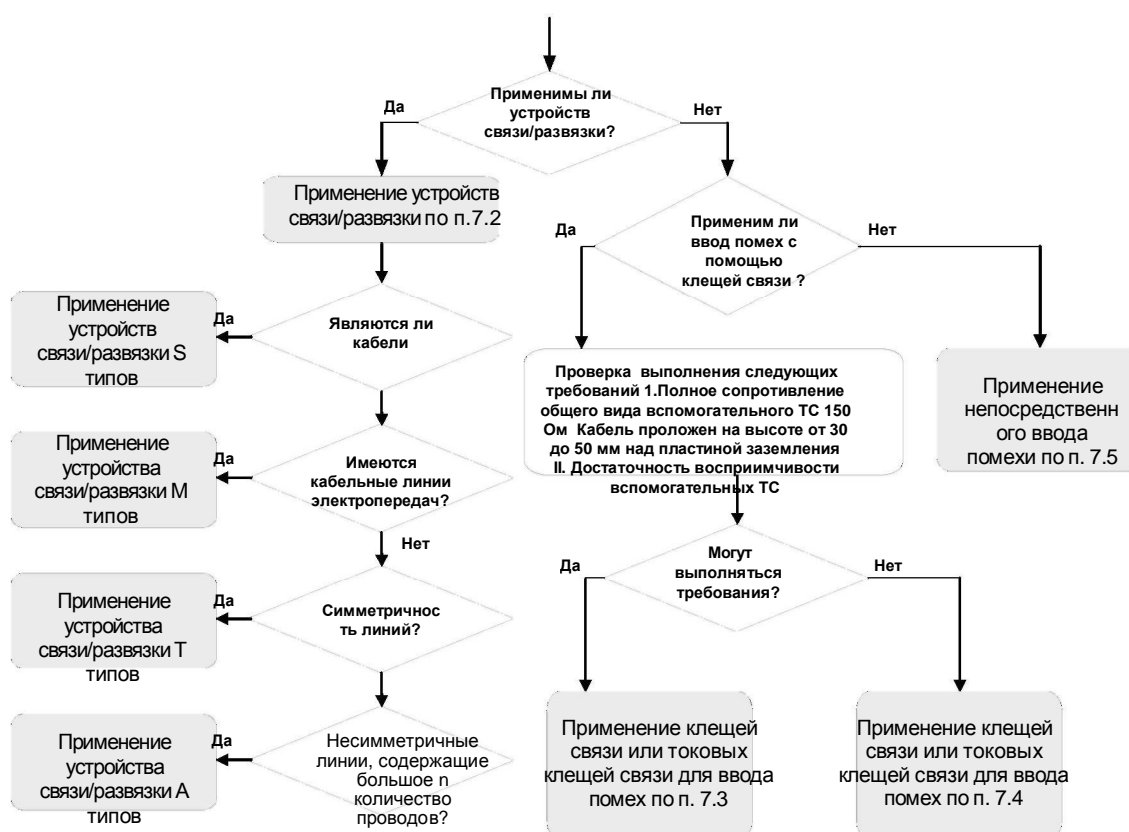 Применимы ли
устройств
связи/развязки?
Да
Нет
Применение устройств
связи/развязки по п.7.2
Применим ли
ввод помех с
помощью
клещей связи ?
Да
Нет
Применение
устройств
связи/развязки S
типов
Да
Являются ли
кабели
Проверка выполнения следующих
требований 1.Полное сопротивление
общего вида вспомогательного ТС 150
Ом Кабель проложен на высоте от 30
до 50 мм над пластиной заземления
II. Достаточность восприимчивости
вспомогательных ТС
Применение
непосредственн
ого ввода
помехи по п. 7.5
Применение
устройства
связи/развязки M
типов
Да
Имеются
кабельные линии
электропередач?
Нет
Могут
выполняться
требования?
Да
Нет
Применение
устройства
связи/развязки T
типов
Да
Симметричнос
ть линий?
Применение
устройства
связи/развязки A
типов
Да
Несимметричные
линии, содержащие
большое n
количество
проводов?
Применение клещей
связи или токовых
клещей связи для ввода
помех по п. 7.3
Применение клещей
связи или токовых
клещей связи для ввода
помех по п. 7.4